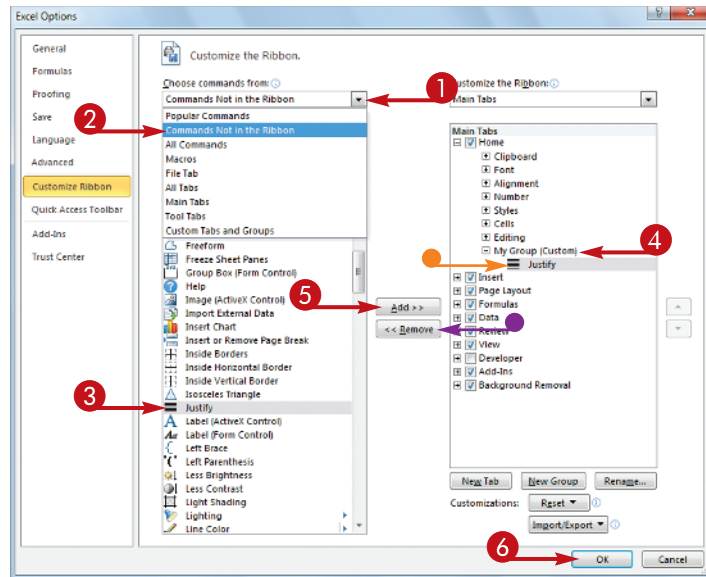 Excel Options
General
Formulas
Proofing
Save
Language
Advanced
Customize Ribbon
Quick Access Toolbar
Add-Ins
Trust Center
Customize the Ribbon.
Choose commands from:
Commands Not in the Ribbon
1
2
Popular Commands
Commands Not in the Ribbon
All Commands
Macros
File Tab
All Tabs
Main Tabs
Tool Tabs
Custom Tabs and Groups
Freeform
Freeze Sheet Panes
Group Box (Form Control)
Help
Image (ActiveX Control)
Import External Data
Insert Chart
Insert or Remove Page Break
Inside Borders
Inside Horizontal Border
Inside Vertical Border
Isosceles Triangle
3
Justify
Label (ActiveX Control)
Label (Form Control)
Left Brace
Left Parenthesis
Less Brightness
Less Contrast
Light Shading
Lighting
Line Color
5
Add >>
<< Remove
Customize the Ribbon:
Main Tabs
Main Tabs
Home
Clipboard
Font
Alignment
Number
Styles
Cells
Editing
My Group (Custom)
4
Justify
Insert
Page Layout
Formulas
Data
Review
View
Developer
Add-Ins
Background Removal
New Tab
New Group
Rename...
Customizations:
Reset
Import/Export
6
OK
Cancel